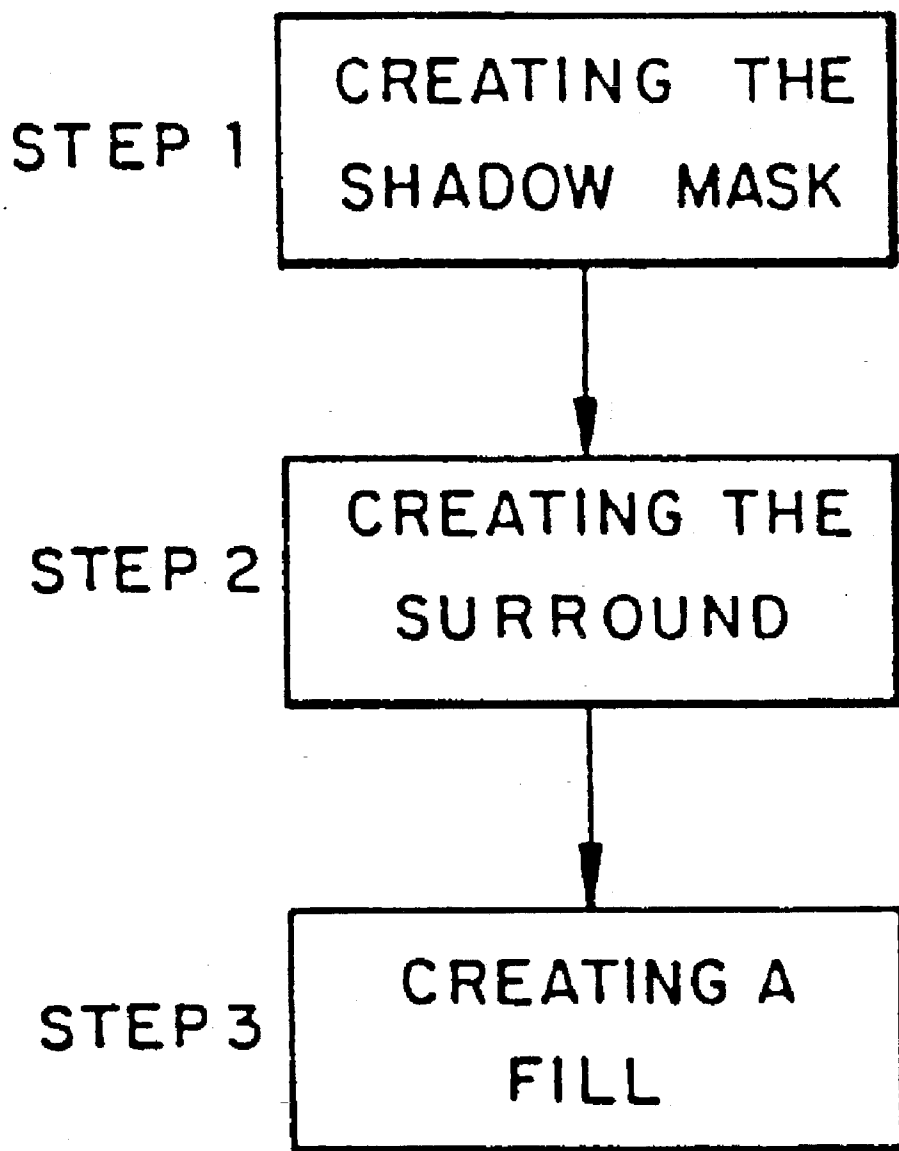 STEP 1
CREATING THE
SHADOW MASK
STEP 2
CREATING THE
SURROUND
STEP 3
CREATING A
FILL